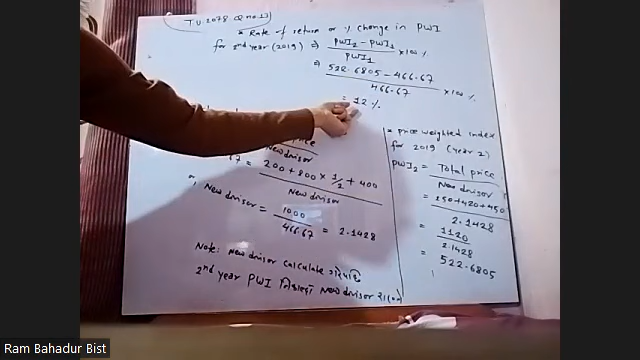 T.U. 2078 Q no. 17
* Rate of return or % change in PWI
for 2nd year (2019) ⇒ PWI₂ - PWI₁ × 100 %
PWI₁
⇒ 522.6805 - 466.67 × 100 %.
466.67
= 12 %
New divisor
= 200 + 800 × 1/2 + 400
New divisor
or, New divisor = 1000 = 2.1428
466.67
Note: New divisor calculate
2nd year PWI New divisor
* price weighted index
for 2019 (year 2)
PWI₂ = Total price
New divisor
= 250 + 420 + 450
2.1428
= 1120
2.1428
= 522.6805
Ram Bahadur Bist